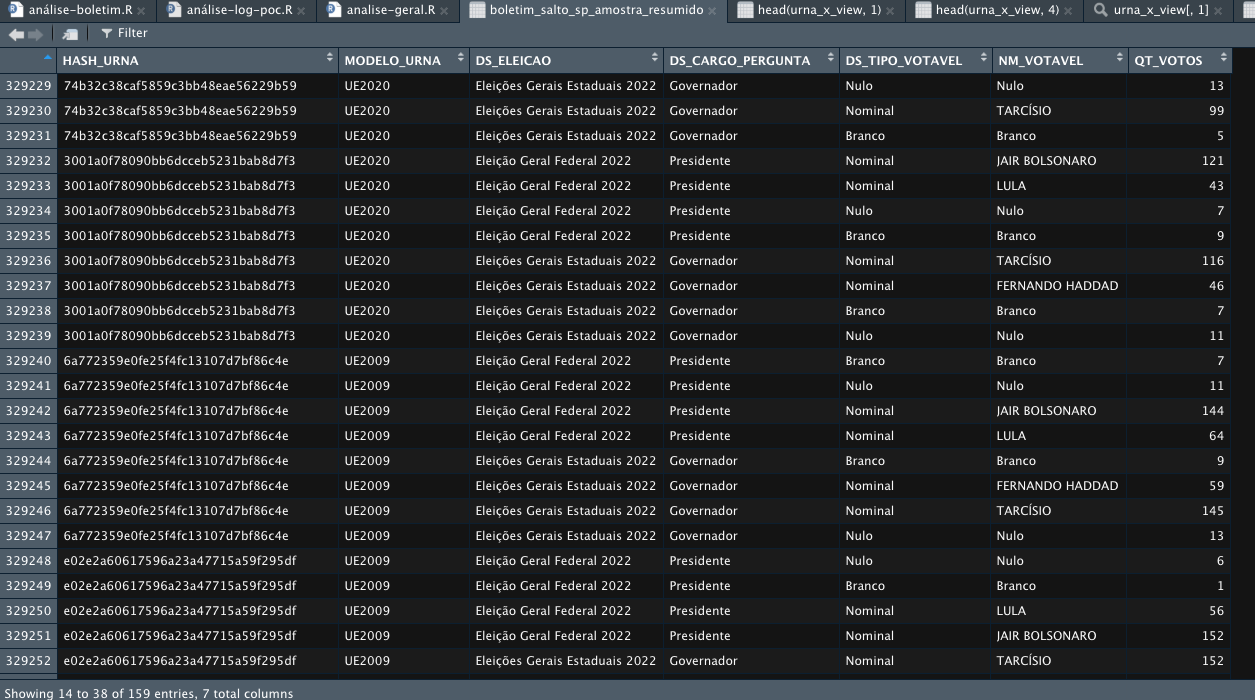 análise-boletim.R × análise-log-poc.R × analise-geral.R × boletim_salto_sp_amostra_resumido × head(urna_x_view, 1) × head(urna_x_view, 4) × urna_x_view[, 1] ×
Filter
HASH_URNA MODELO_URNA DS_ELEICAO DS_CARGO_PERGUNTA DS_TIPO_VOTAVEL NM_VOTAVEL QT_VOTOS
329229 74b32c38caf5859c3bb48eae56229b59 UE2020 Eleições Gerais Estaduais 2022 Governador Nulo Nulo 13
329230 74b32c38caf5859c3bb48eae56229b59 UE2020 Eleições Gerais Estaduais 2022 Governador Nominal TARCÍSIO 99
329231 74b32c38caf5859c3bb48eae56229b59 UE2020 Eleições Gerais Estaduais 2022 Governador Branco Branco 5
329232 3001a0f78090bb6dcceb5231bab8d7f3 UE2020 Eleição Geral Federal 2022 Presidente Nominal JAIR BOLSONARO 121
329233 3001a0f78090bb6dcceb5231bab8d7f3 UE2020 Eleição Geral Federal 2022 Presidente Nominal LULA 43
329234 3001a0f78090bb6dcceb5231bab8d7f3 UE2020 Eleição Geral Federal 2022 Presidente Nulo Nulo 7
329235 3001a0f78090bb6dcceb5231bab8d7f3 UE2020 Eleição Geral Federal 2022 Presidente Branco Branco 9
329236 3001a0f78090bb6dcceb5231bab8d7f3 UE2020 Eleições Gerais Estaduais 2022 Governador Nominal TARCÍSIO 116
329237 3001a0f78090bb6dcceb5231bab8d7f3 UE2020 Eleições Gerais Estaduais 2022 Governador Nominal FERNANDO HADDAD 46
329238 3001a0f78090bb6dcceb5231bab8d7f3 UE2020 Eleições Gerais Estaduais 2022 Governador Branco Branco 7
329239 3001a0f78090bb6dcceb5231bab8d7f3 UE2020 Eleições Gerais Estaduais 2022 Governador Nulo Nulo 11
329240 6a772359e0fe25f4fc13107d7bf86c4e UE2009 Eleição Geral Federal 2022 Presidente Branco Branco 7
329241 6a772359e0fe25f4fc13107d7bf86c4e UE2009 Eleição Geral Federal 2022 Presidente Nulo Nulo 11
329242 6a772359e0fe25f4fc13107d7bf86c4e UE2009 Eleição Geral Federal 2022 Presidente Nominal JAIR BOLSONARO 144
329243 6a772359e0fe25f4fc13107d7bf86c4e UE2009 Eleição Geral Federal 2022 Presidente Nominal LULA 64
329244 6a772359e0fe25f4fc13107d7bf86c4e UE2009 Eleições Gerais Estaduais 2022 Governador Branco Branco 9
329245 6a772359e0fe25f4fc13107d7bf86c4e UE2009 Eleições Gerais Estaduais 2022 Governador Nominal FERNANDO HADDAD 59
329246 6a772359e0fe25f4fc13107d7bf86c4e UE2009 Eleições Gerais Estaduais 2022 Governador Nominal TARCÍSIO 145
329247 6a772359e0fe25f4fc13107d7bf86c4e UE2009 Eleições Gerais Estaduais 2022 Governador Nulo Nulo 13
329248 e02e2a60617596a23a47715a59f295df UE2009 Eleição Geral Federal 2022 Presidente Nulo Nulo 6
329249 e02e2a60617596a23a47715a59f295df UE2009 Eleição Geral Federal 2022 Presidente Branco Branco 1
329250 e02e2a60617596a23a47715a59f295df UE2009 Eleição Geral Federal 2022 Presidente Nominal LULA 56
329251 e02e2a60617596a23a47715a59f295df UE2009 Eleição Geral Federal 2022 Presidente Nominal JAIR BOLSONARO 152
329252 e02e2a60617596a23a47715a59f295df UE2009 Eleições Gerais Estaduais 2022 Governador Nominal TARCÍSIO 152
Showing 14 to 38 of 159 entries, 7 total columns